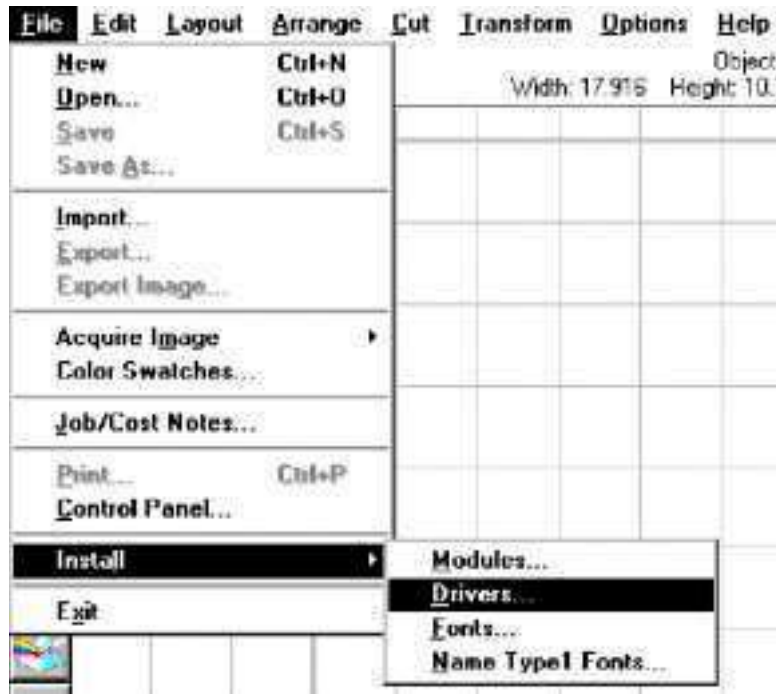 File Edit Layout Arrange Cut Transform Options Help
Object
Width: 17.916 Height: 10.
New Ctrl+N
Open... Ctrl+O
Save Ctrl+S
Save As...
Import...
Export...
Export Image...
Acquire Image
Color Swatches...
Job/Cost Notes...
Print... Ctrl+P
Control Panel...
Install
Exit
Modules...
Drivers...
Fonts...
Name Type1 Fonts...